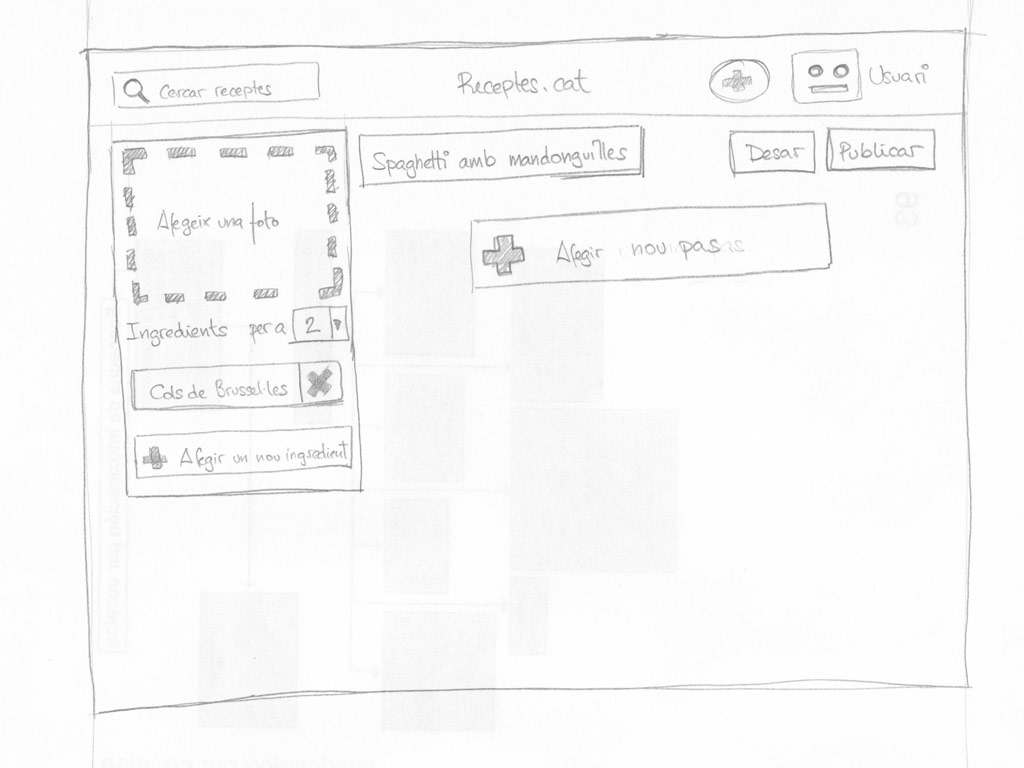 Cercar receptes
Receptes.cat
Usuari
Spaghetti amb mandonguilles
Desar
Publicar
Afegeix una foto
Afegir nou pas
Ingredients per a 2
Cols de Brussel·les
Afegir un nou ingredient
93